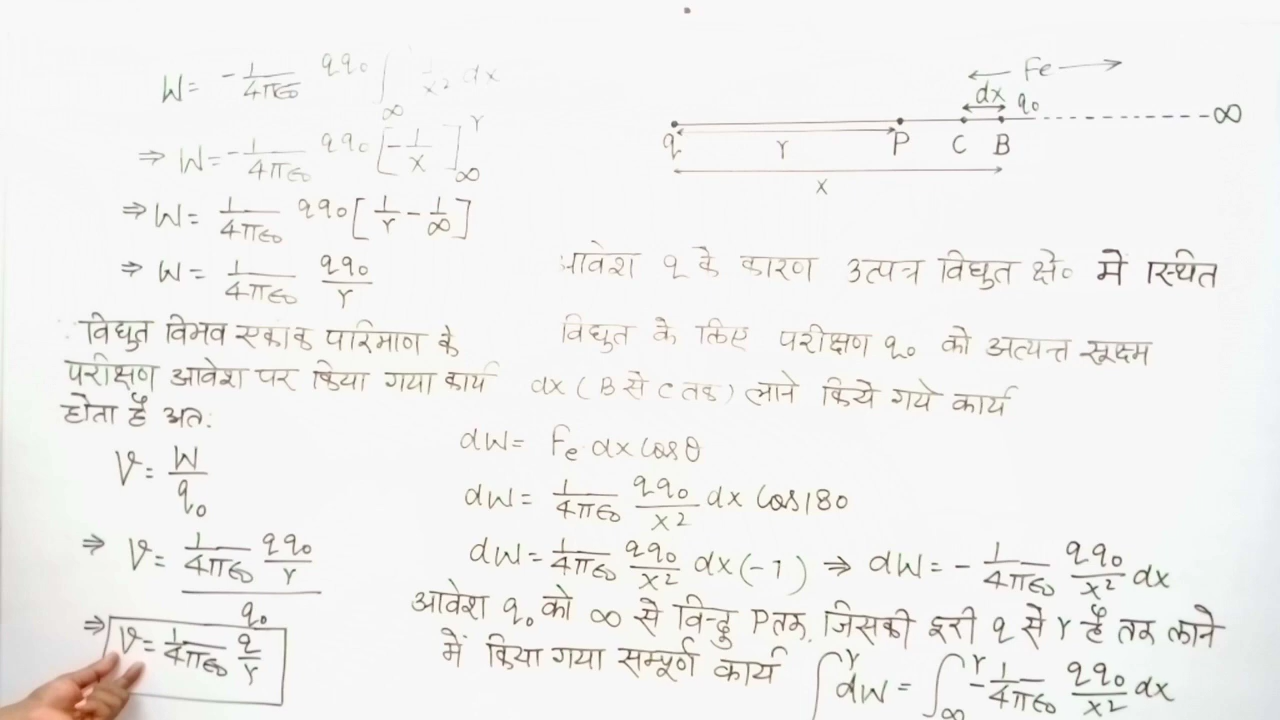 Fe
dx q₀
q r P C B ∞
x
आवेश q के कारण उत्पन्न विद्युत क्षे० में स्थित
विद्युत के लिए परीक्षण q₀ को अत्यन्त सूक्ष्म
dx ( B से C तक ) लाने किये गये कार्य
dW = Fe dx cosθ
dW = 1/4πϵ₀ qq₀/x² dx cos180
dW = 1/4πϵ₀ qq₀/x² dx (-1) ⇒ dW = - 1/4πϵ₀ qq₀/x² dx
आवेश q₀ को ∞ से विन्दु P तक, जिसकी दूरी q से r है तक लाने
में किया गया सम्पूर्ण कार्य ∫ʳ dW = ∫∞ʳ - 1/4πϵ₀ qq₀/x² dx
W = - 1/4πϵ₀ qq₀ ∫∞ 1/x² dx
⇒ W = - 1/4πϵ₀ qq₀ [ - 1/x ]∞ʳ
⇒ W = 1/4πϵ₀ qq₀ [ 1/r - 1/∞ ]
⇒ W = 1/4πϵ₀ qq₀/r
विद्युत विभव एकांक परिमाण के
परीक्षण आवेश पर किया गया कार्य
होता है अत:
V = W/q₀
⇒ V = 1/4πϵ₀ qq₀/r / q₀
⇒ V = 1/4πϵ₀ q/r